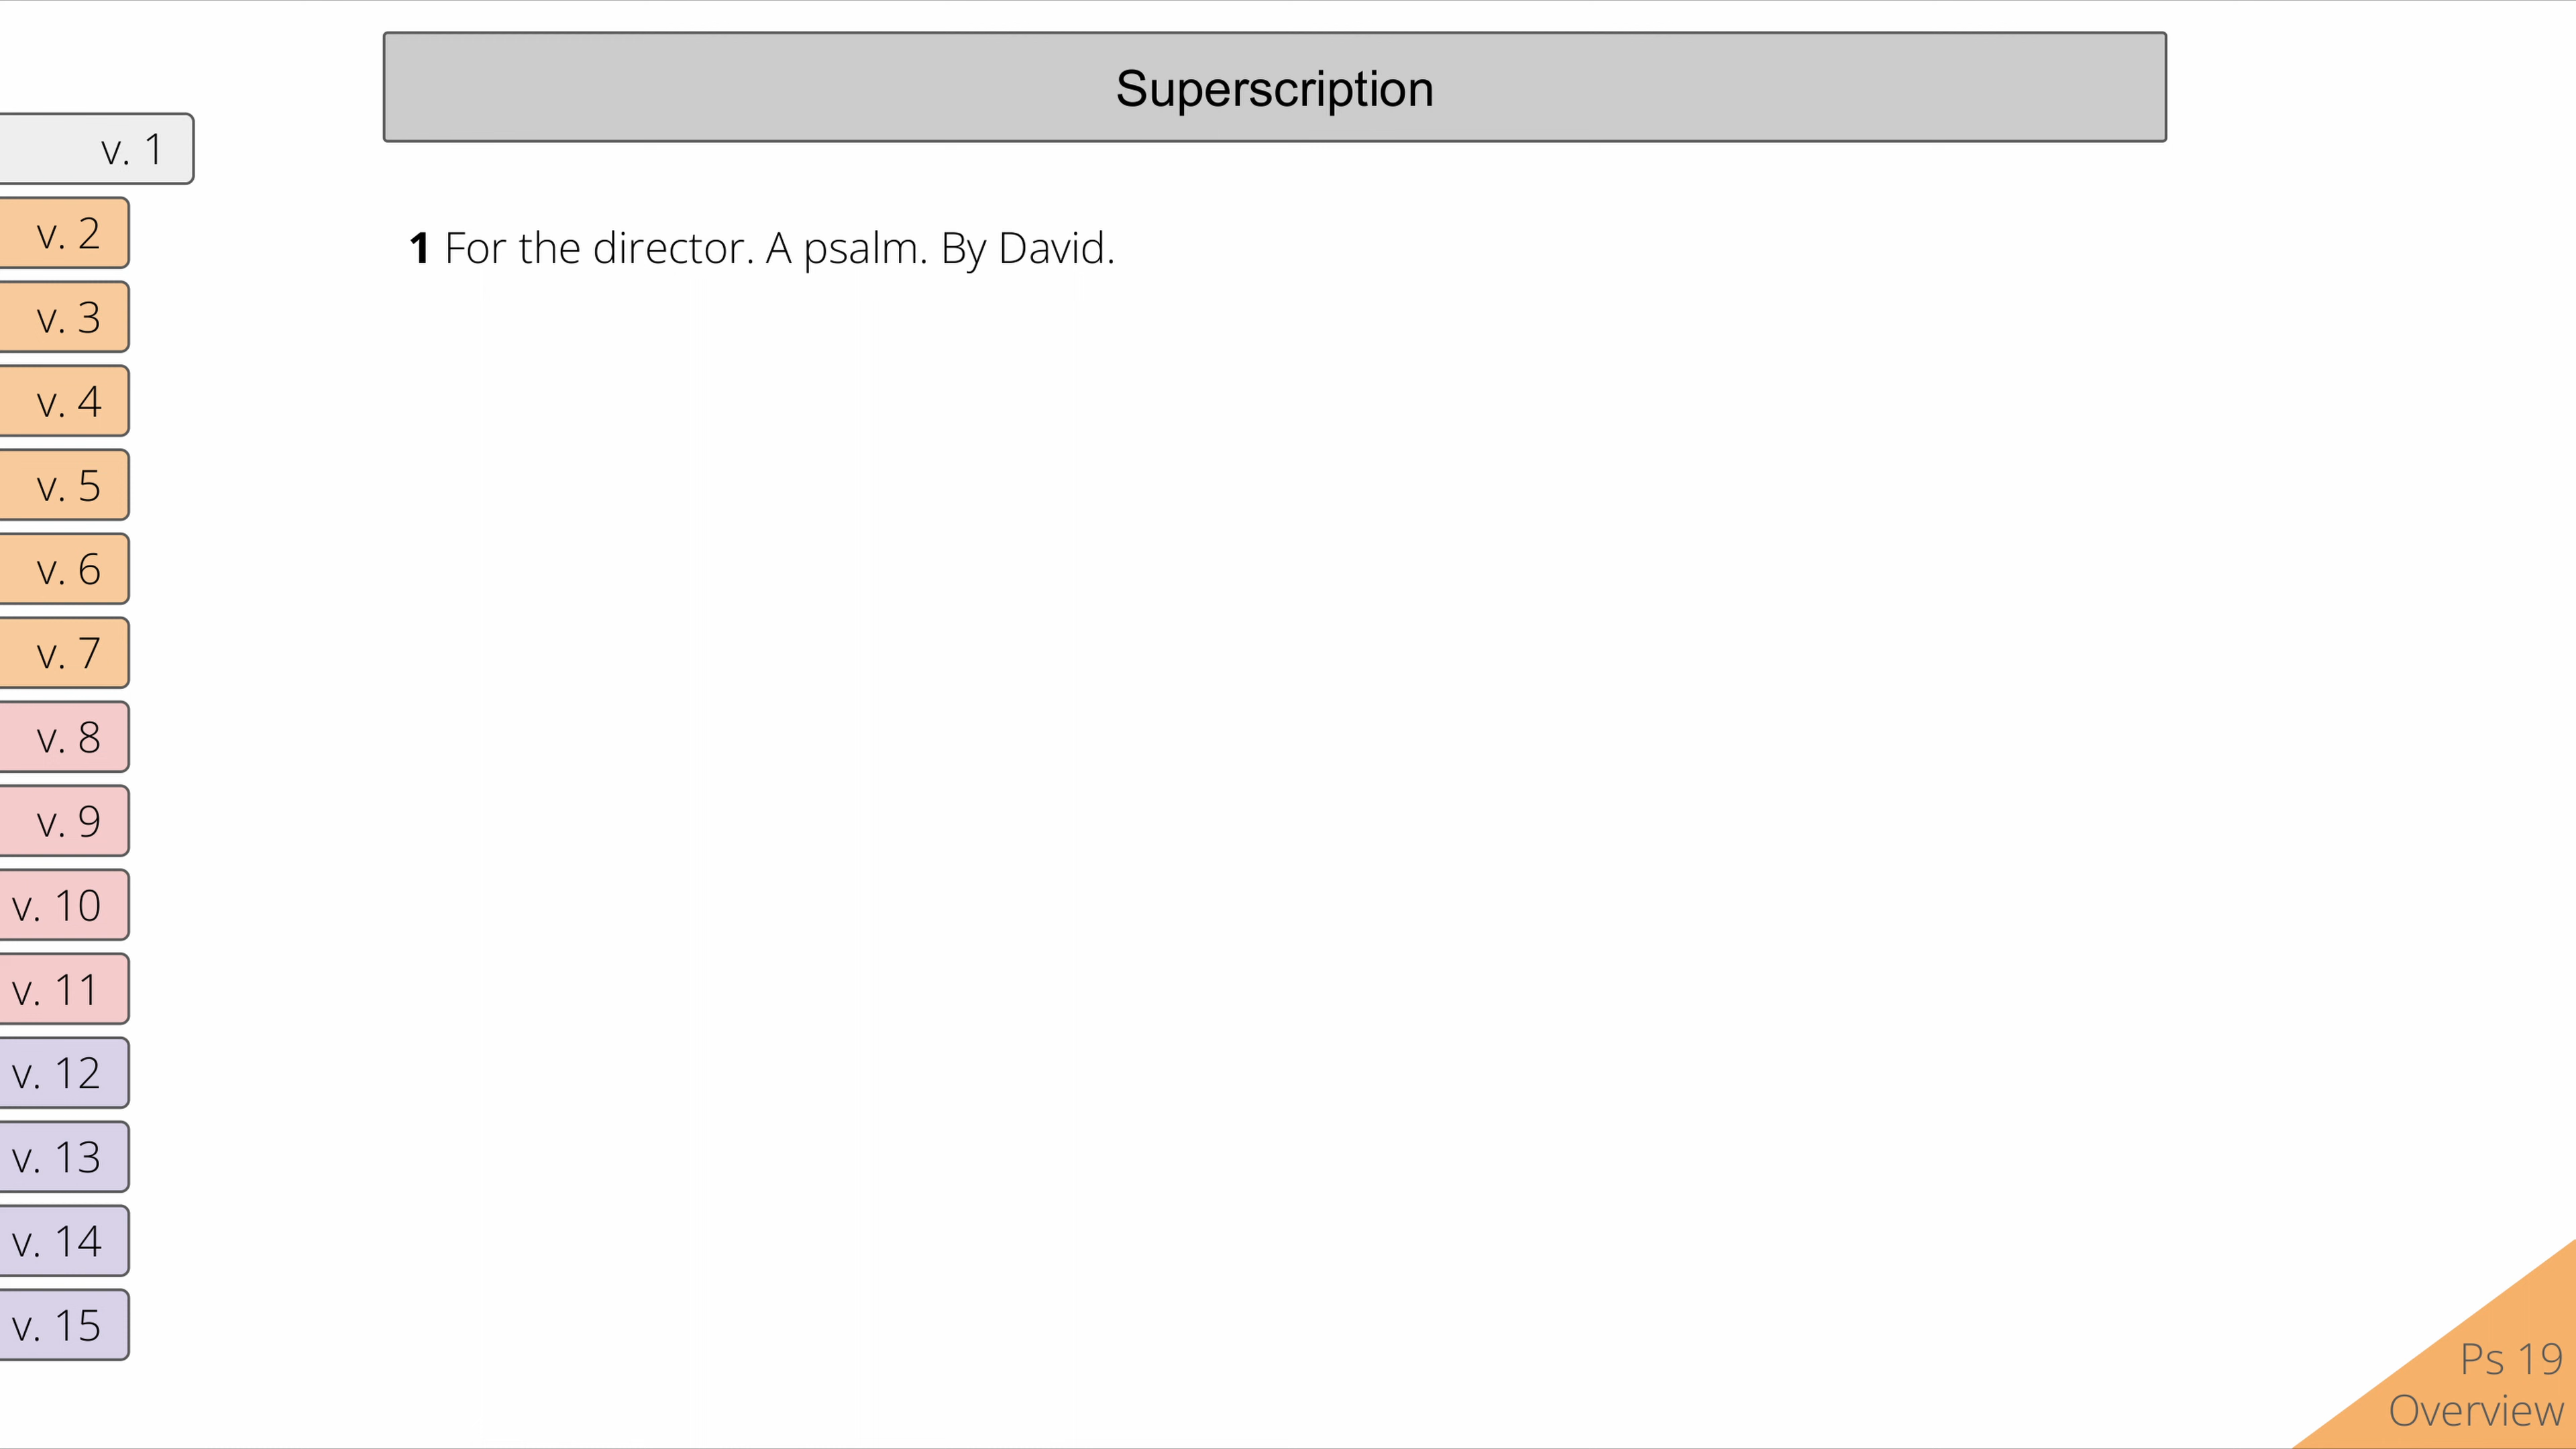 Superscription
v. 1
v. 2
v. 3
v. 4
v. 5
v. 6
v. 7
v. 8
v. 9
v. 10
v. 11
v. 12
v. 13
v. 14
v. 15
1 For the director. A psalm. By David.
Ps 19
Overview